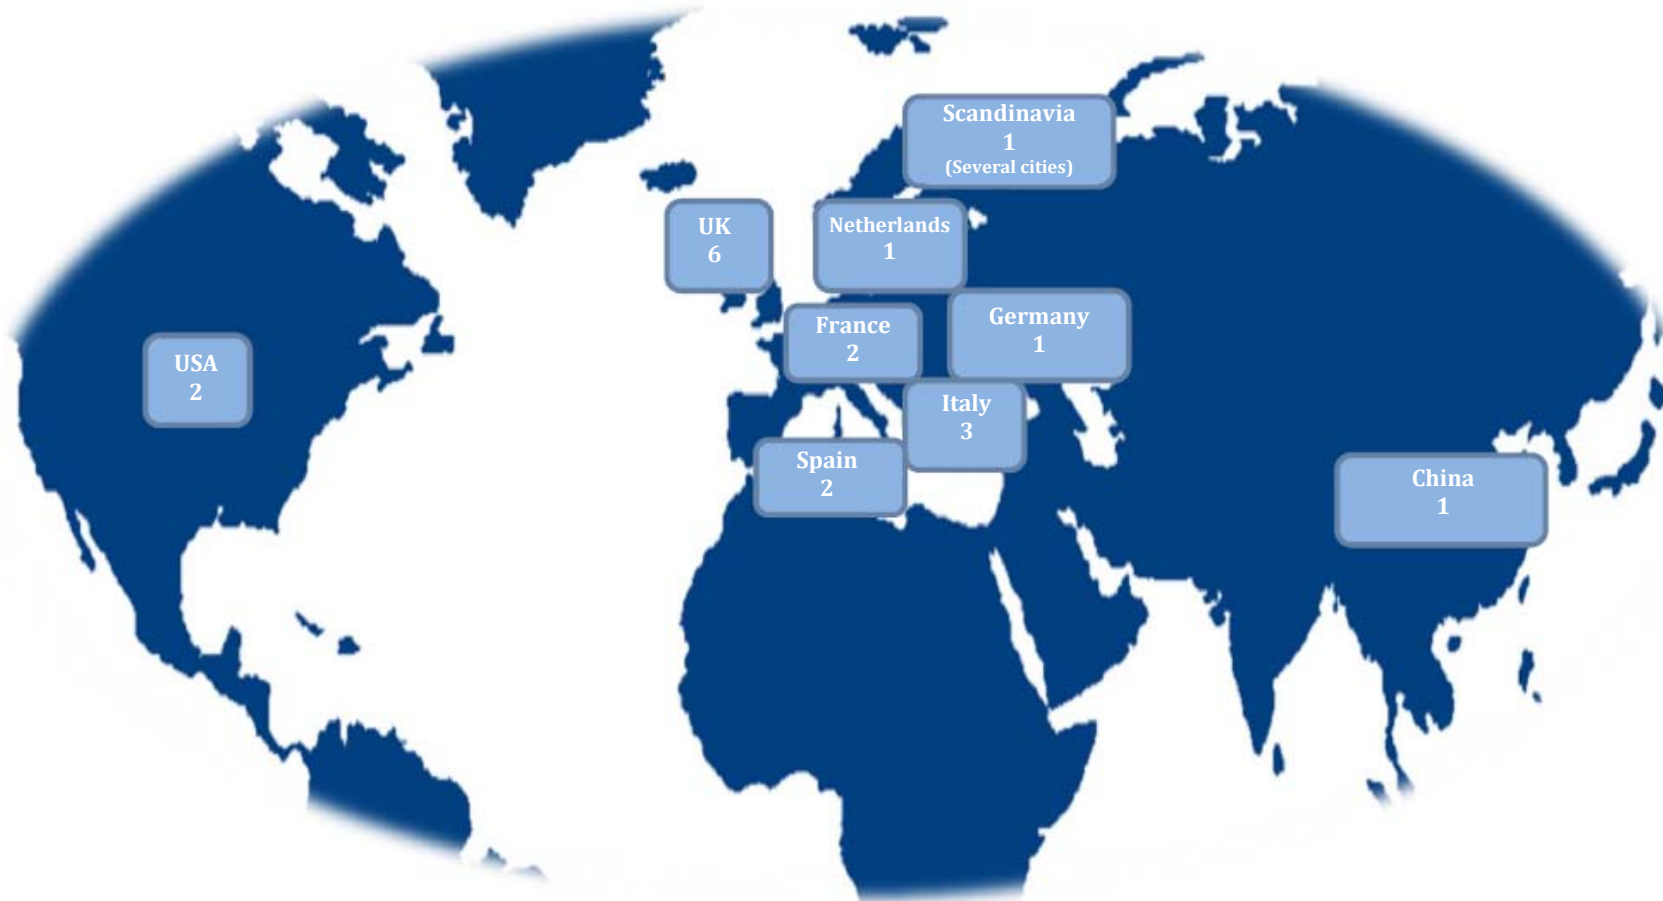 Scandinavia
1
(Several cities)
UK
6
Netherlands
1
France
2
Germany
1
USA
2
Italy
3
Spain
2
China
1